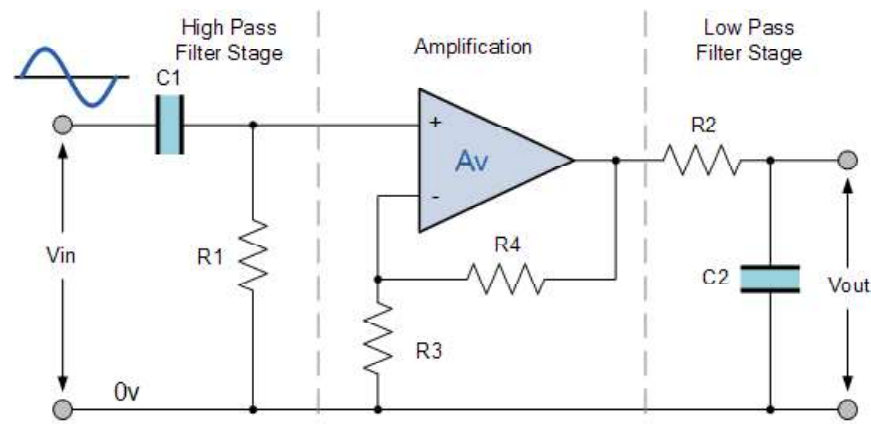 High Pass
Filter Stage
Amplification
Low Pass
Filter Stage
C1
R2
+
Av
-
Vin
R1
R4
C2
Vout
R3
0v